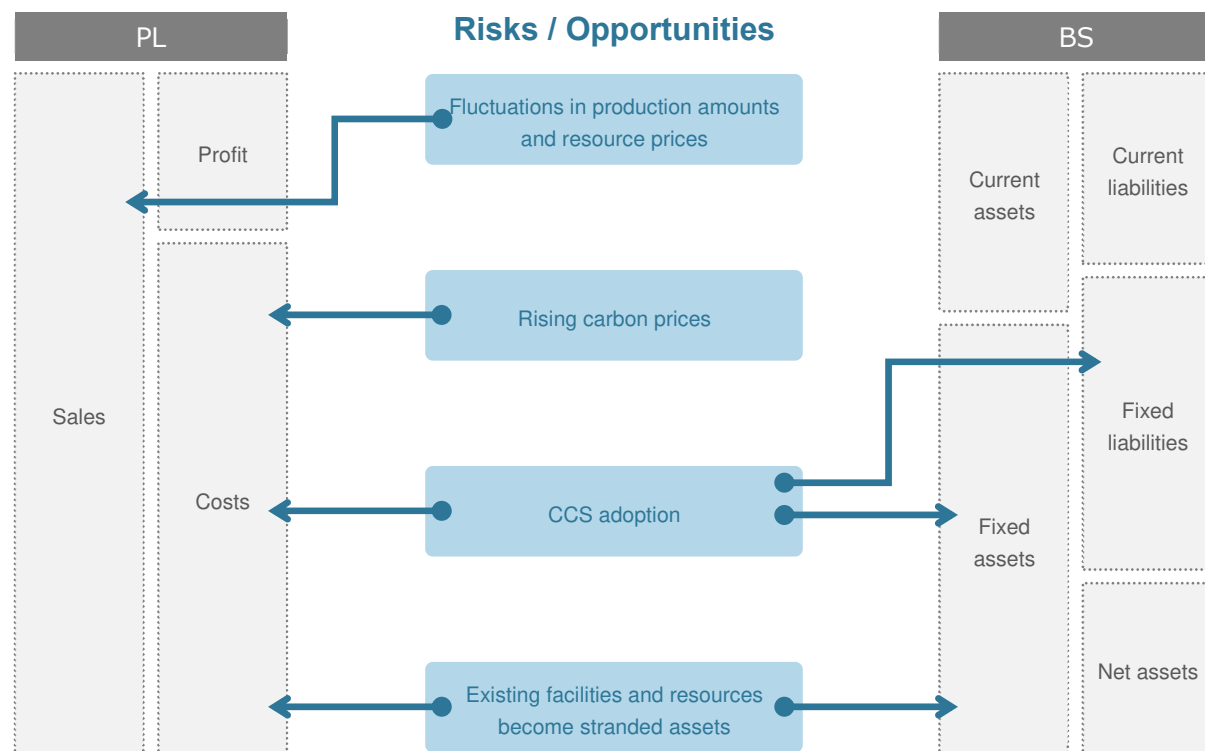 PL
Risks / Opportunities
BS
Fluctuations in production amounts
and resource prices
Profit
Current
assets
Current
liabilities
Rising carbon prices
Sales
Costs
CCS adoption
Fixed
liabilities
Fixed
assets
Existing facilities and resources
become stranded assets
Net assets